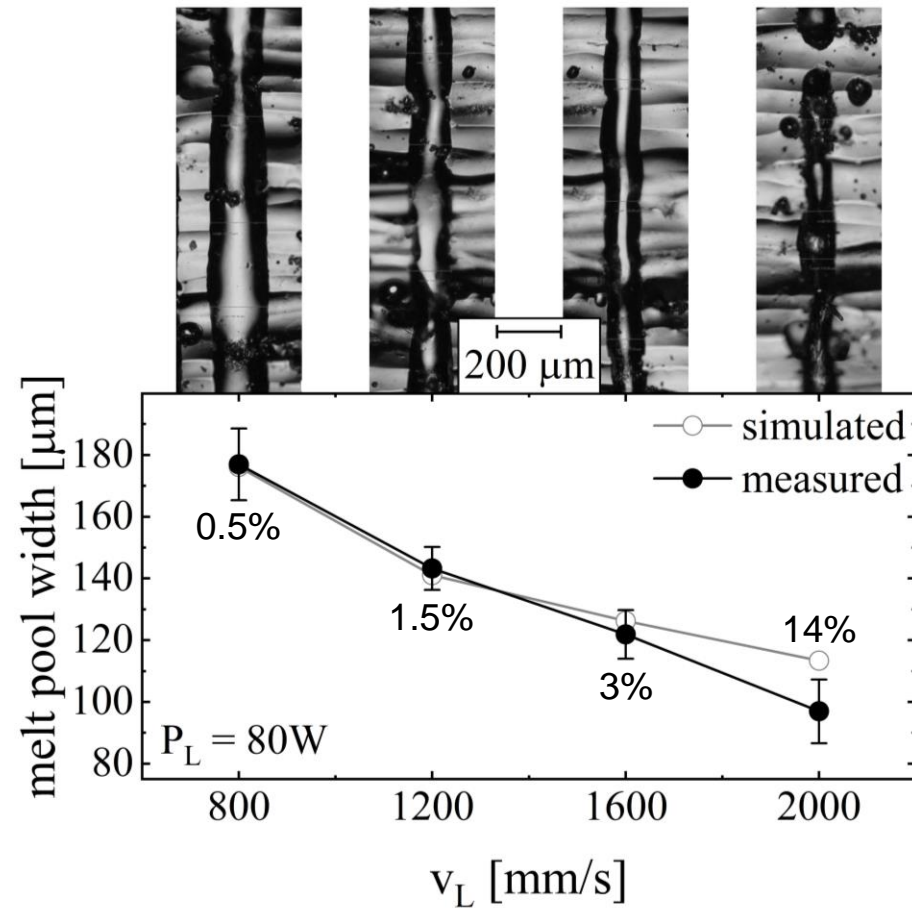 200 μm
melt pool width [μm]
180
160
140
120
100
80
simulated
measured
0.5%
1.5%
3%
14%
P_L = 80W
800
1200
1600
2000
v_L [mm/s]